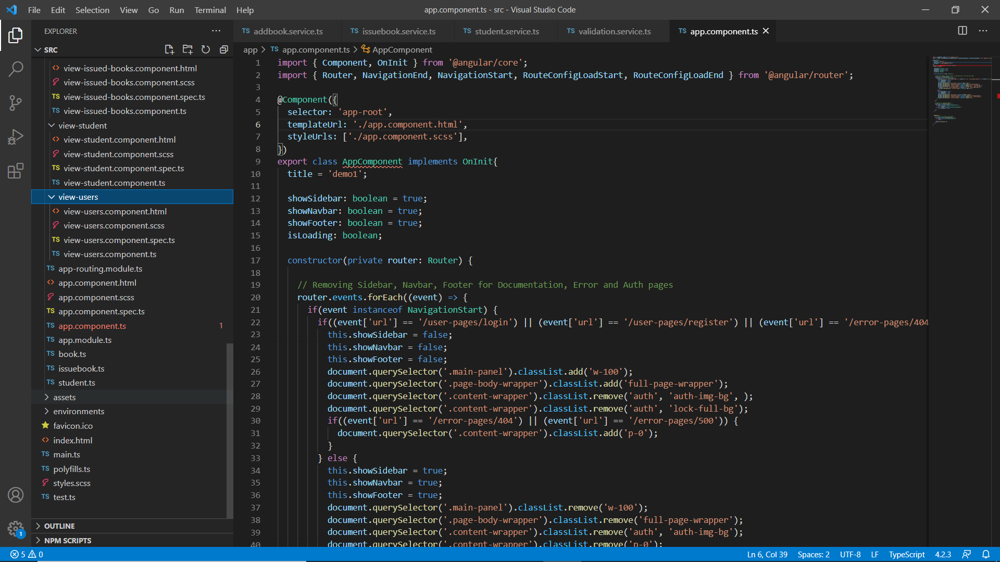 File Edit Selection View Go Run Terminal Help
app.component.ts - src - Visual Studio Code
EXPLORER
SRC
view-issued-books.component.html
view-issued-books.component.scss
TS view-issued-books.component.spec.ts
TS view-issued-books.component.ts
view-student
view-student.component.html
view-student.component.scss
TS view-student.component.spec.ts
TS view-student.component.ts
view-users
view-users.component.html
view-users.component.scss
TS view-users.component.spec.ts
TS view-users.component.ts
TS app-routing.module.ts
app.component.html
app.component.scss
TS app.component.spec.ts
TS app.component.ts 1
TS app.module.ts
TS book.ts
TS issuebook.ts
TS student.ts
assets
environments
favicon.ico
index.html
TS main.ts
TS polyfills.ts
styles.scss
TS test.ts
OUTLINE
NPM SCRIPTS
1
TS addbook.service.ts TS issuebook.service.ts TS student.service.ts TS validation.service.ts TS app.component.ts
app > TS app.component.ts > AppComponent
1 import { Component, OnInit } from '@angular/core';
2 import { Router, NavigationEnd, NavigationStart, RouteConfigLoadStart, RouteConfigLoadEnd } from '@angular/router';
3
4 @Component({
5 selector: 'app-root',
6 templateUrl: './app.component.html',
7 styleUrls: ['./app.component.scss'],
8 })
9 export class AppComponent implements OnInit{
10 title = 'demo1';
11
12 showSidebar: boolean = true;
13 showNavbar: boolean = true;
14 showFooter: boolean = true;
15 isLoading: boolean;
16
17 constructor(private router: Router) {
18
19 // Removing Sidebar, Navbar, Footer for Documentation, Error and Auth pages
20 router.events.forEach((event) => {
21 if(event instanceof NavigationStart) {
22 if((event['url'] == '/user-pages/login') || (event['url'] == '/user-pages/register') || (event['url'] == '/error-pages/404
23 this.showSidebar = false;
24 this.showNavbar = false;
25 this.showFooter = false;
26 document.querySelector('.main-panel').classList.add('w-100');
27 document.querySelector('.page-body-wrapper').classList.add('full-page-wrapper');
28 document.querySelector('.content-wrapper').classList.remove('auth', 'auth-img-bg', );
29 document.querySelector('.content-wrapper').classList.remove('auth', 'lock-full-bg');
30 if((event['url'] == '/error-pages/404') || (event['url'] == '/error-pages/500')) {
31 document.querySelector('.content-wrapper').classList.add('p-0');
32 }
33 } else {
34 this.showSidebar = true;
35 this.showNavbar = true;
36 this.showFooter = true;
37 document.querySelector('.main-panel').classList.remove('w-100');
38 document.querySelector('.page-body-wrapper').classList.remove('full-page-wrapper');
39 document.querySelector('.content-wrapper').classList.remove('auth', 'auth-img-bg');
40 document.querySelector('.content-wrapper').classList.remove('p-0');
5 0 Ln 6, Col 39 Spaces: 2 UTF-8 LF TypeScript 4.2.3